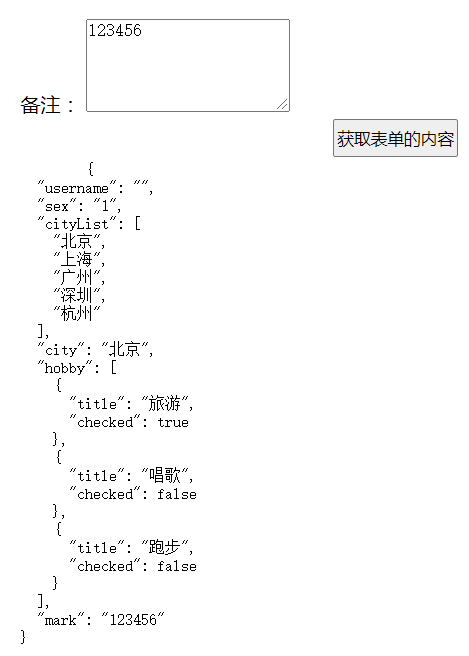 123456
备注：
获取表单的内容
{
  "username": "",
  "sex": "1",
  "cityList": [
    "北京",
    "上海",
    "广州",
    "深圳",
    "杭州"
  ],
  "city": "北京",
  "hobby": [
    {
      "title": "旅游",
      "checked": true
    },
    {
      "title": "唱歌",
      "checked": false
    },
    {
      "title": "跑步",
      "checked": false
    }
  ],
  "mark": "123456"
}